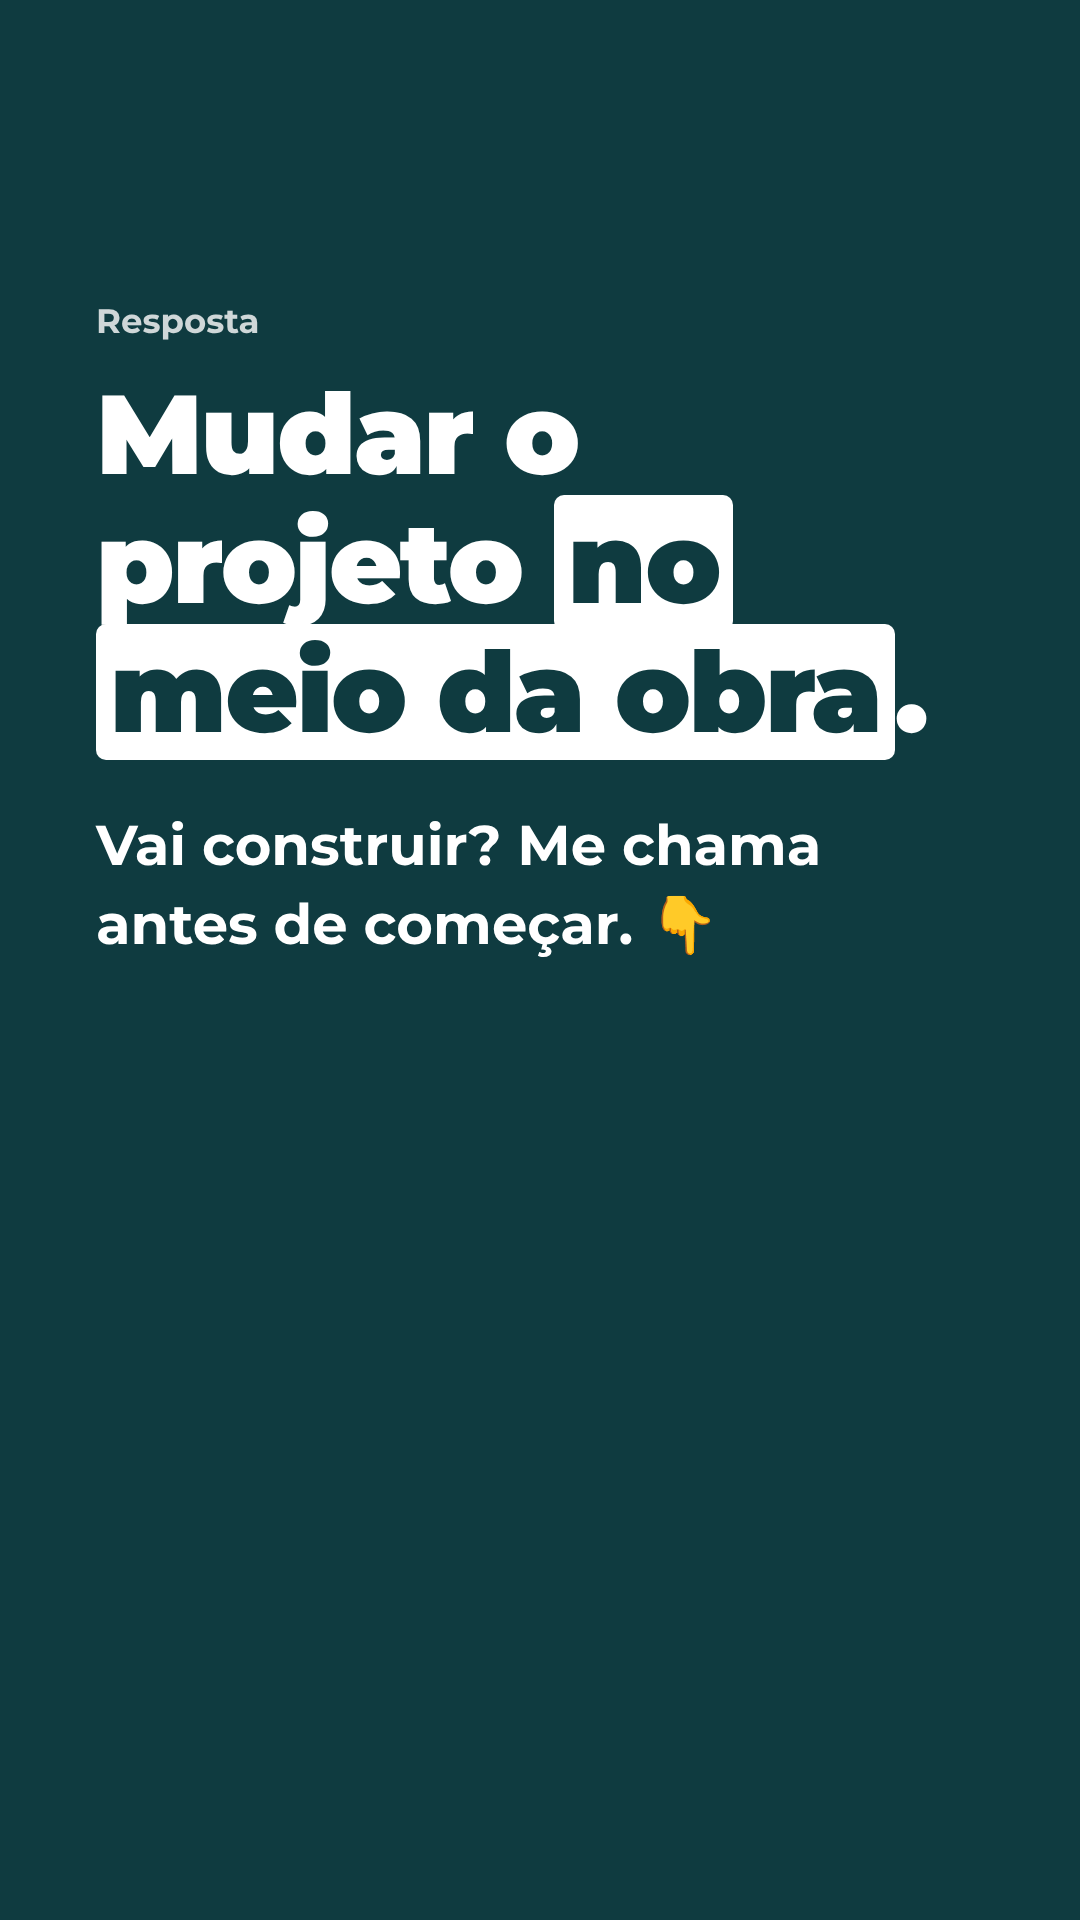 Resposta
Mudar o
projeto no
meio da obra.
Vai construir? Me chama
antes de começar. 👇